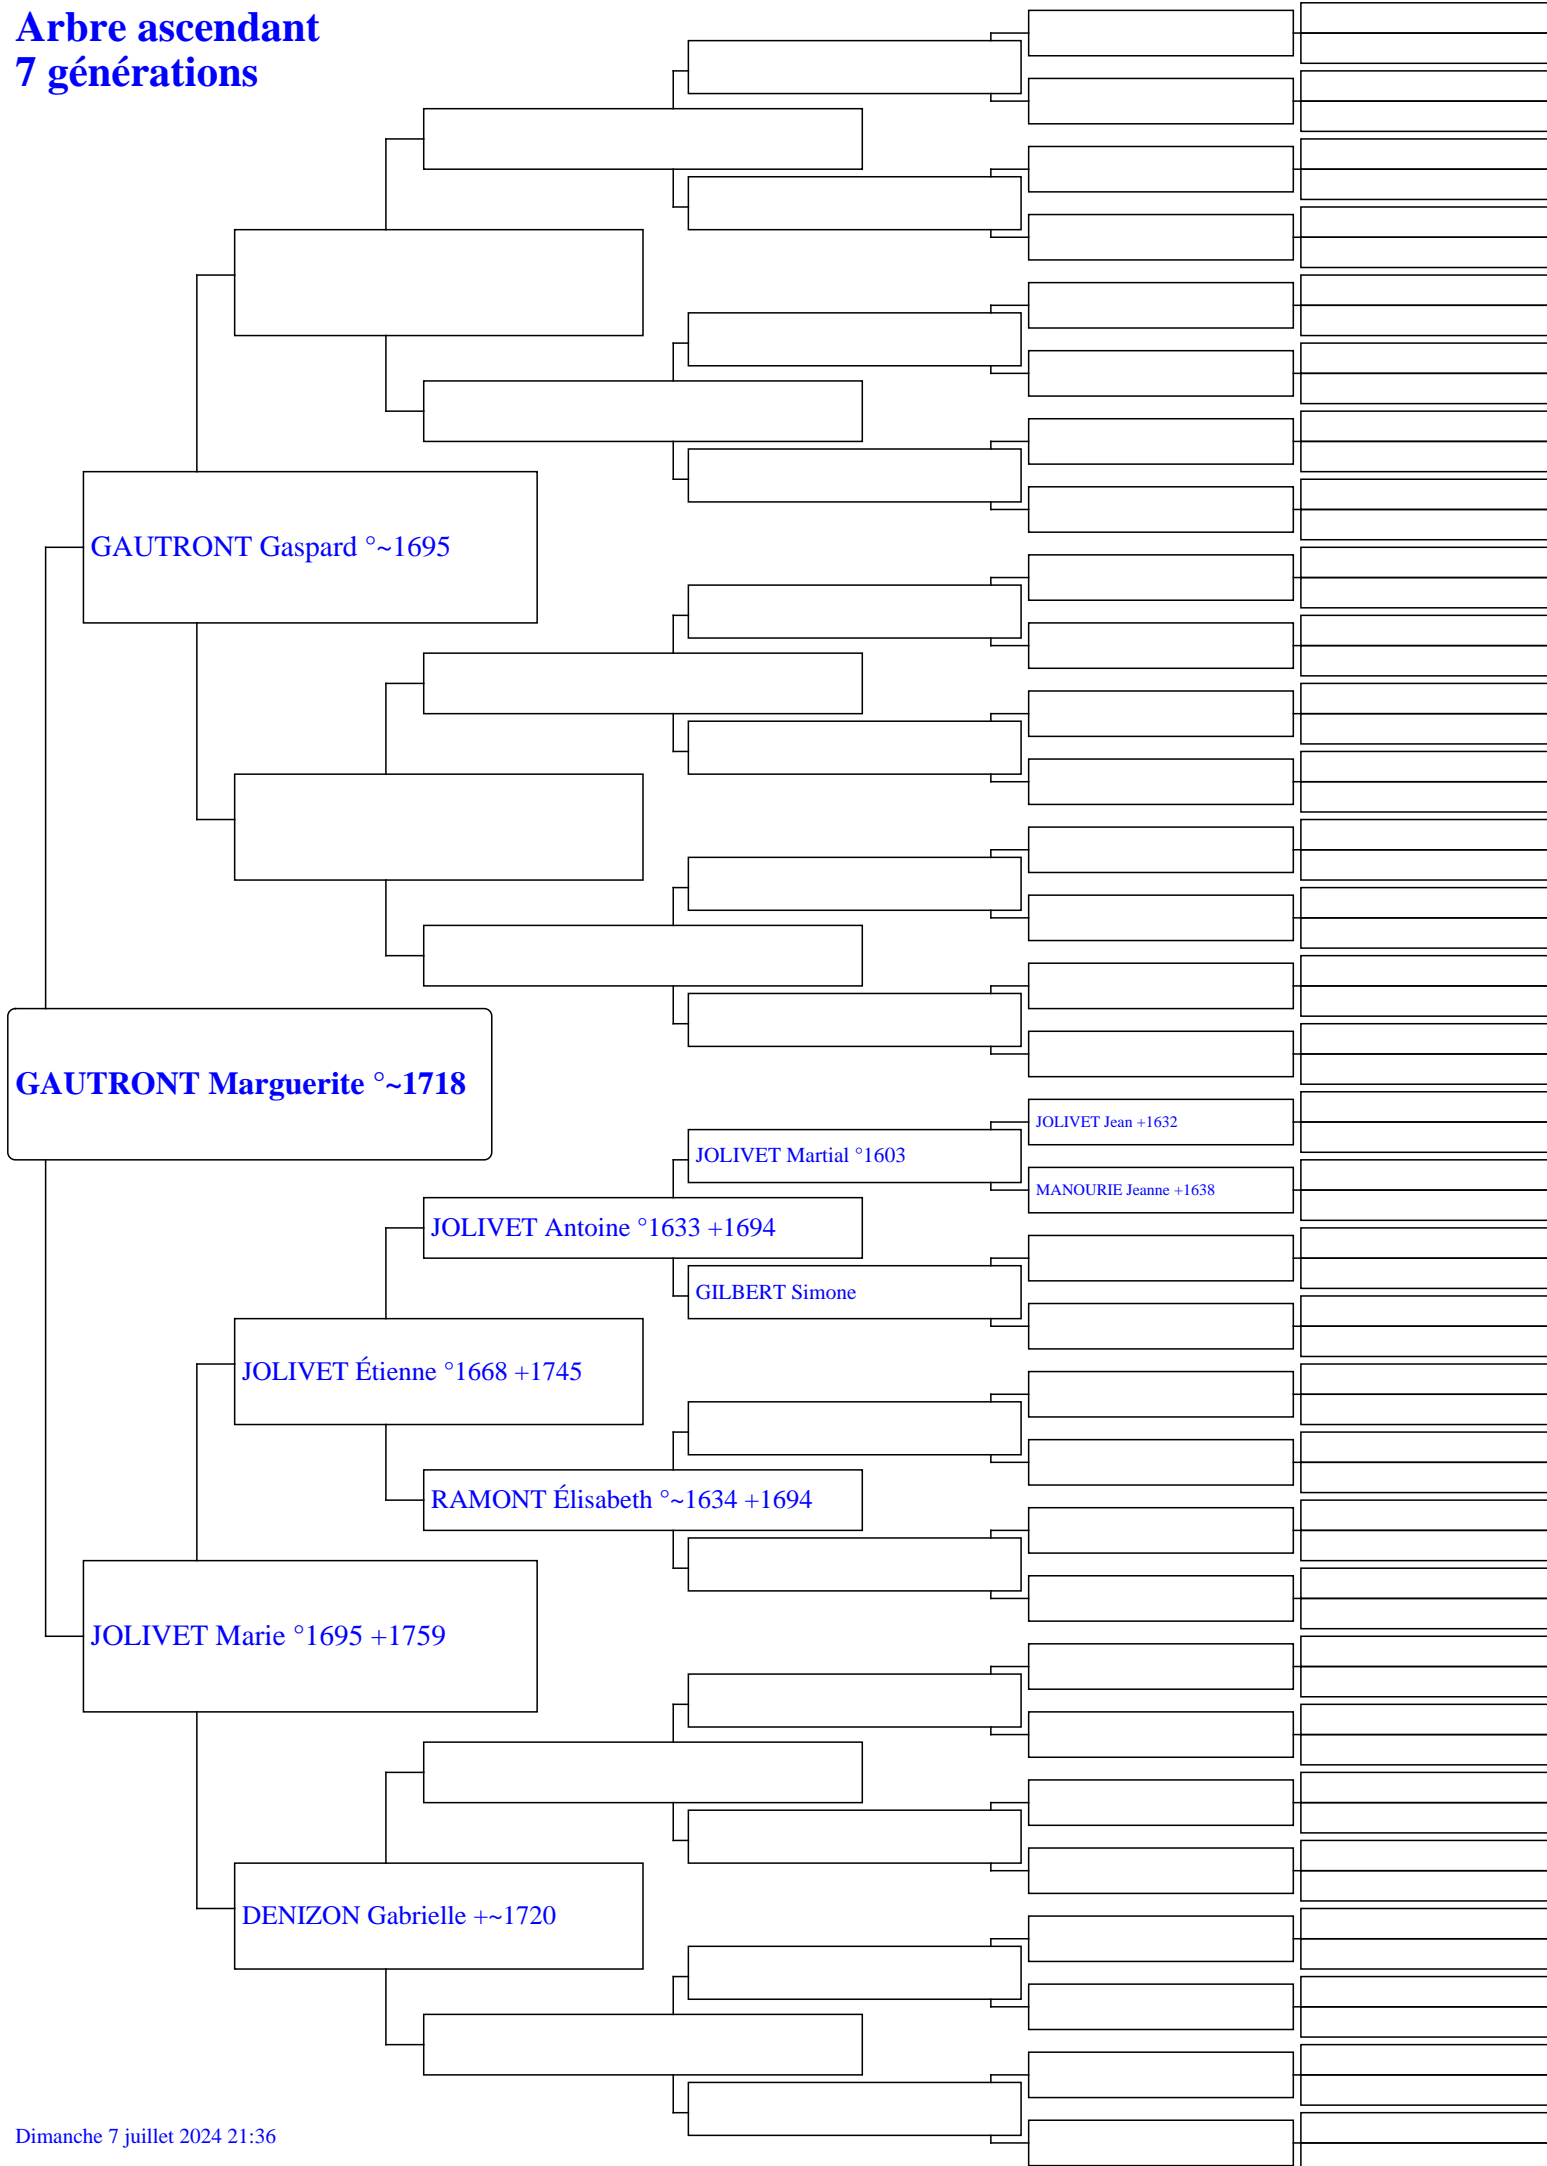 Arbre ascendant
7 générations
GAUTRONT Gaspard °~1695
GAUTRONT Marguerite °~1718
JOLIVET Jean +1632
JOLIVET Martial °1603
MANOURIE Jeanne +1638
JOLIVET Antoine °1633 +1694
GILBERT Simone
JOLIVET Étienne °1668 +1745
RAMONT Élisabeth °~1634 +1694
JOLIVET Marie °1695 +1759
DENIZON Gabrielle +~1720
Dimanche 7 juillet 2024 21:36